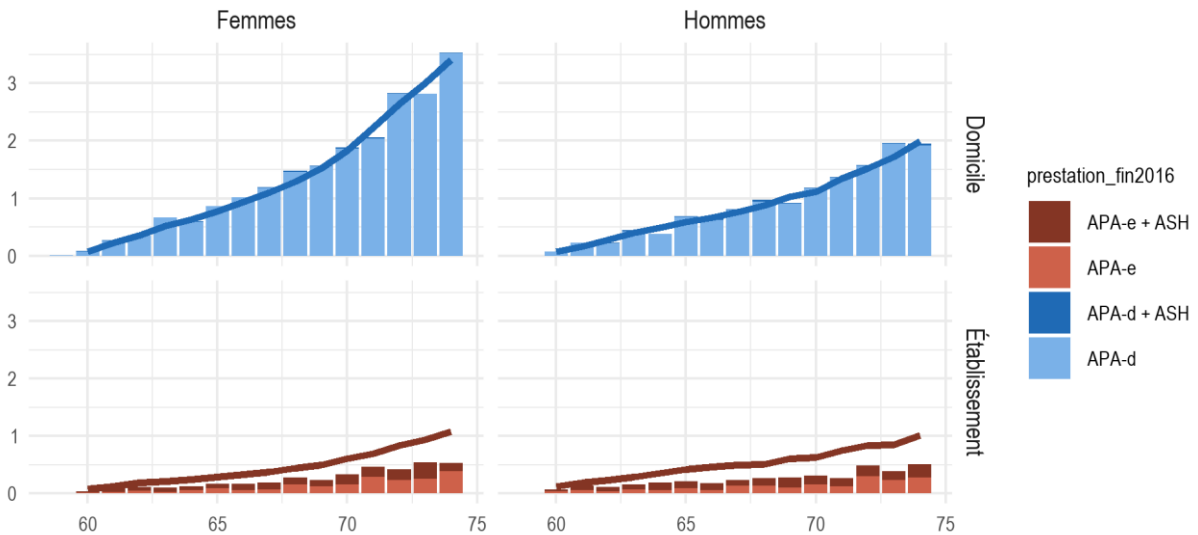 Femmes
Hommes
3
2
1
0
Domicile
3
2
1
0
Établissement
60
65
70
75
60
65
70
75
prestation_fin2016
APA-e + ASH
APA-e
APA-d + ASH
APA-d